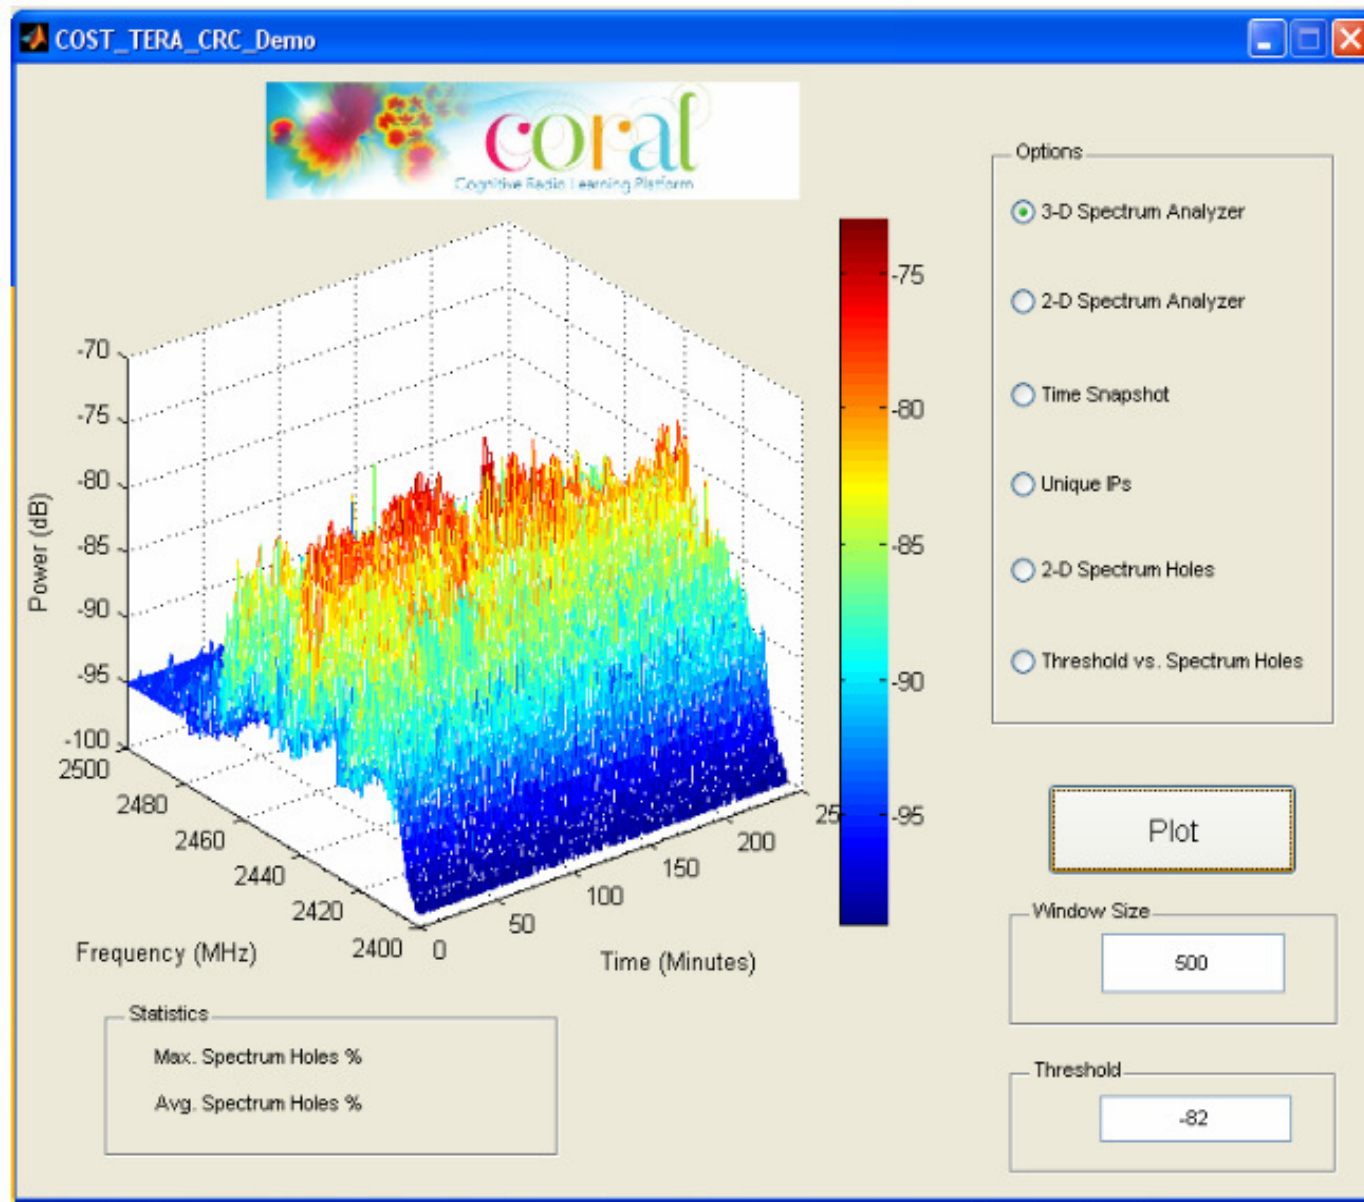 COST_TERA_CRC_Demo
coral
Cognitive Radio Learning Platform
Options
3-D Spectrum Analyzer
2-D Spectrum Analyzer
Time Snapshot
Unique IPs
2-D Spectrum Holes
Threshold vs. Spectrum Holes
Plot
Window Size
500
Threshold
-82
Power (dB)
-70
-75
-80
-85
-90
-95
-100
2500
2480
2460
2440
2420
2400
Frequency (MHz)
0
50
100
150
200
25
Time (Minutes)
-75
-80
-85
-90
-95
Statistics
Max. Spectrum Holes %
Avg. Spectrum Holes %